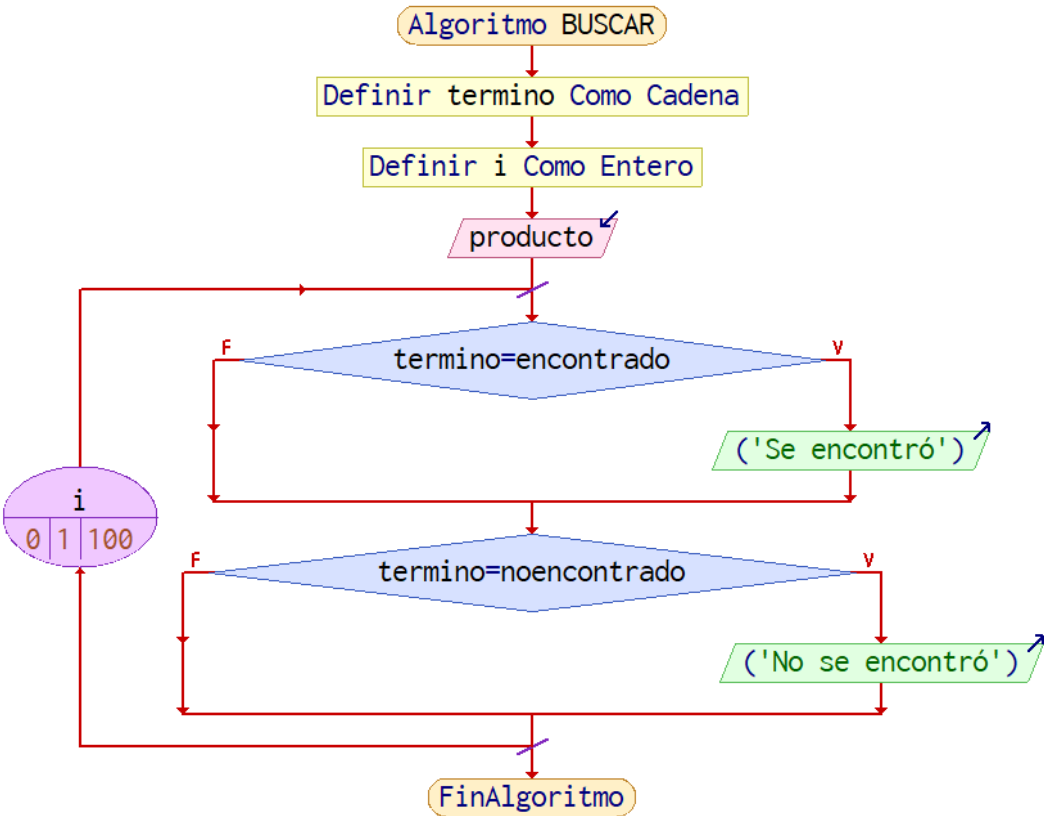 Algoritmo BUSCAR
Definir termino Como Cadena
Definir i Como Entero
producto
F
termino=encontrado
V
('Se encontró')
i
0 1 100
F
termino=noencontrado
V
('No se encontró')
FinAlgoritmo